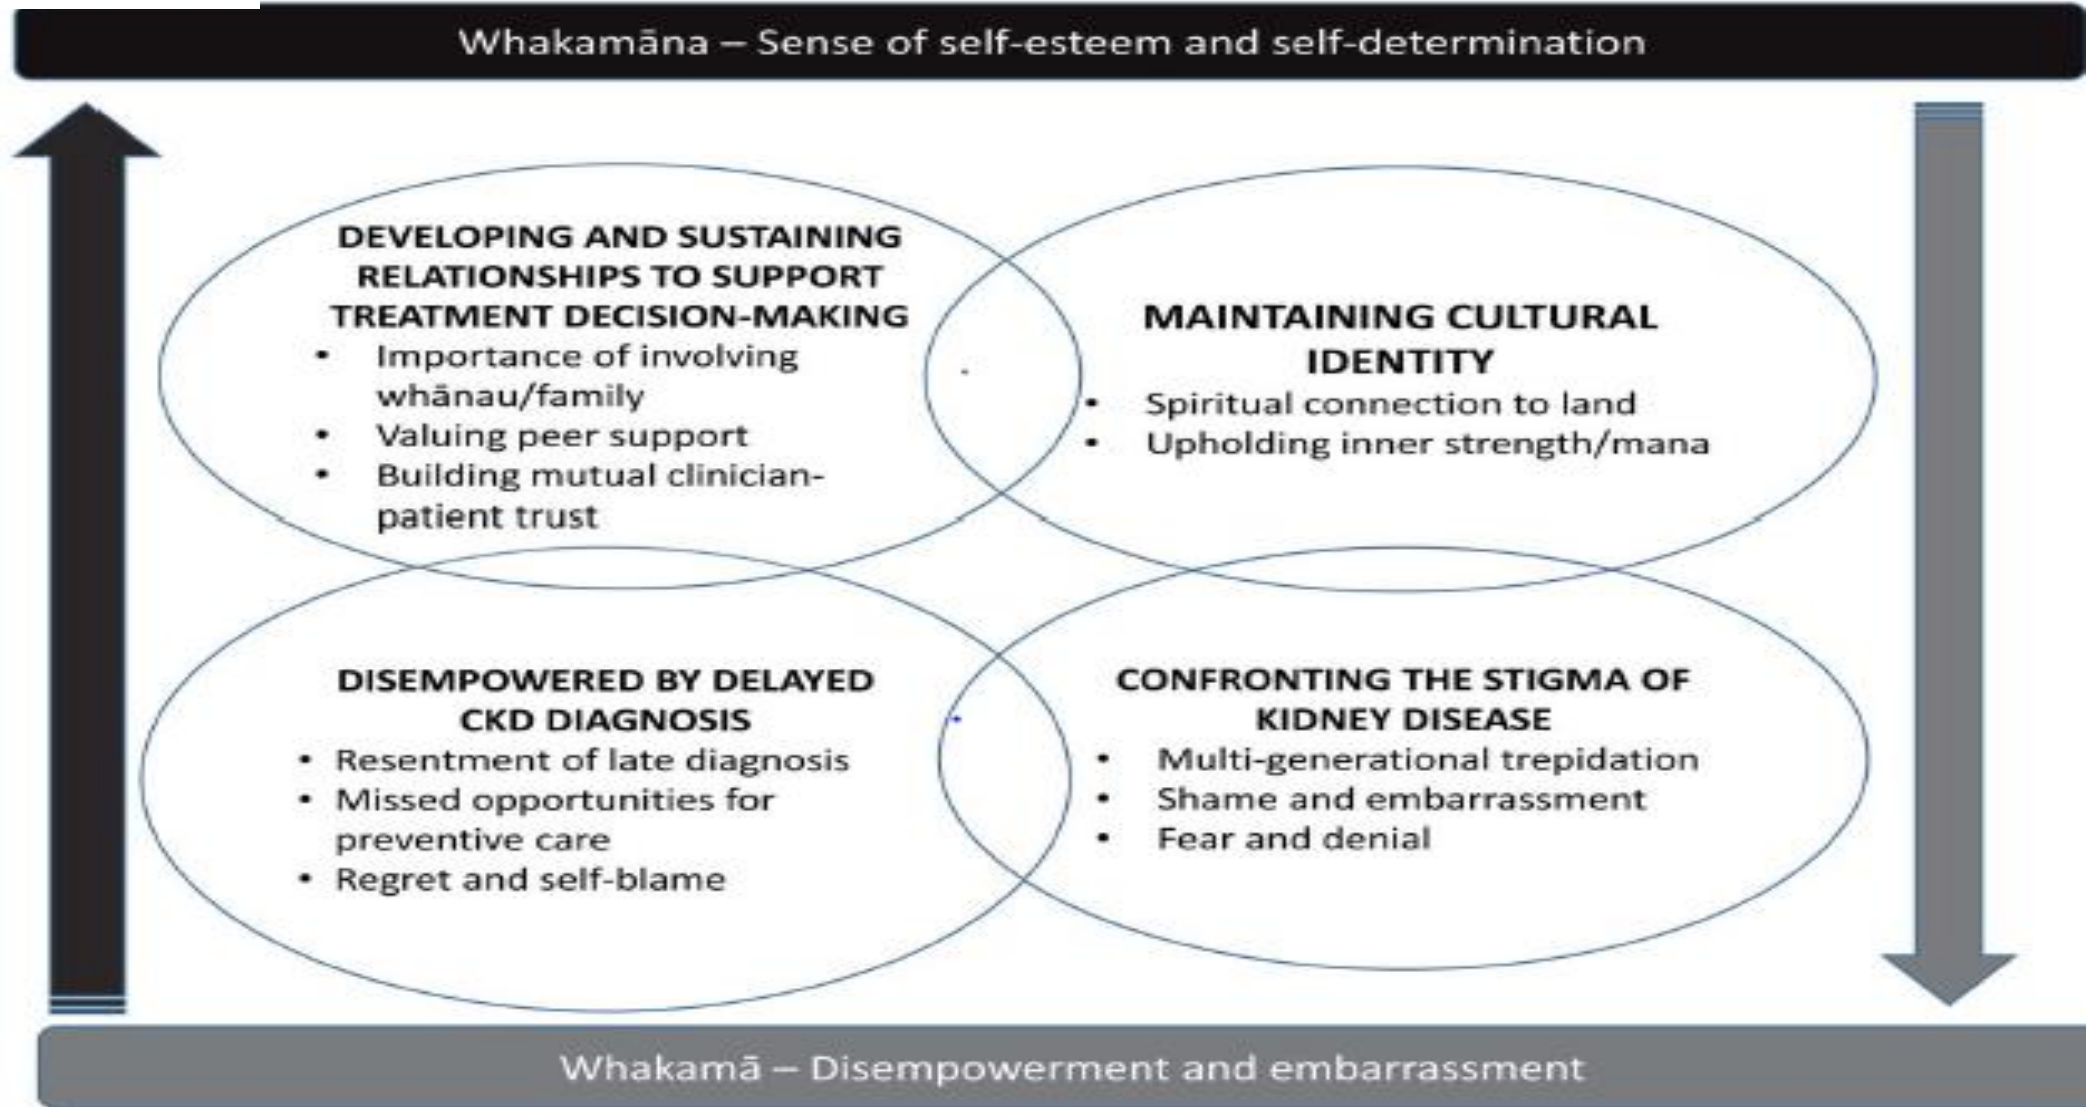 Whakamāna – Sense of self-esteem and self-determination
DEVELOPING AND SUSTAINING
RELATIONSHIPS TO SUPPORT
TREATMENT DECISION-MAKING
• Importance of involving
whānau/family
• Valuing peer support
• Building mutual clinician-
patient trust
MAINTAINING CULTURAL
IDENTITY
• Spiritual connection to land
• Upholding inner strength/mana
DISEMPOWERED BY DELAYED
CKD DIAGNOSIS
• Resentment of late diagnosis
• Missed opportunities for
preventive care
• Regret and self-blame
CONFRONTING THE STIGMA OF
KIDNEY DISEASE
• Multi-generational trepidation
• Shame and embarrassment
• Fear and denial
Whakamā – Disempowerment and embarrassment